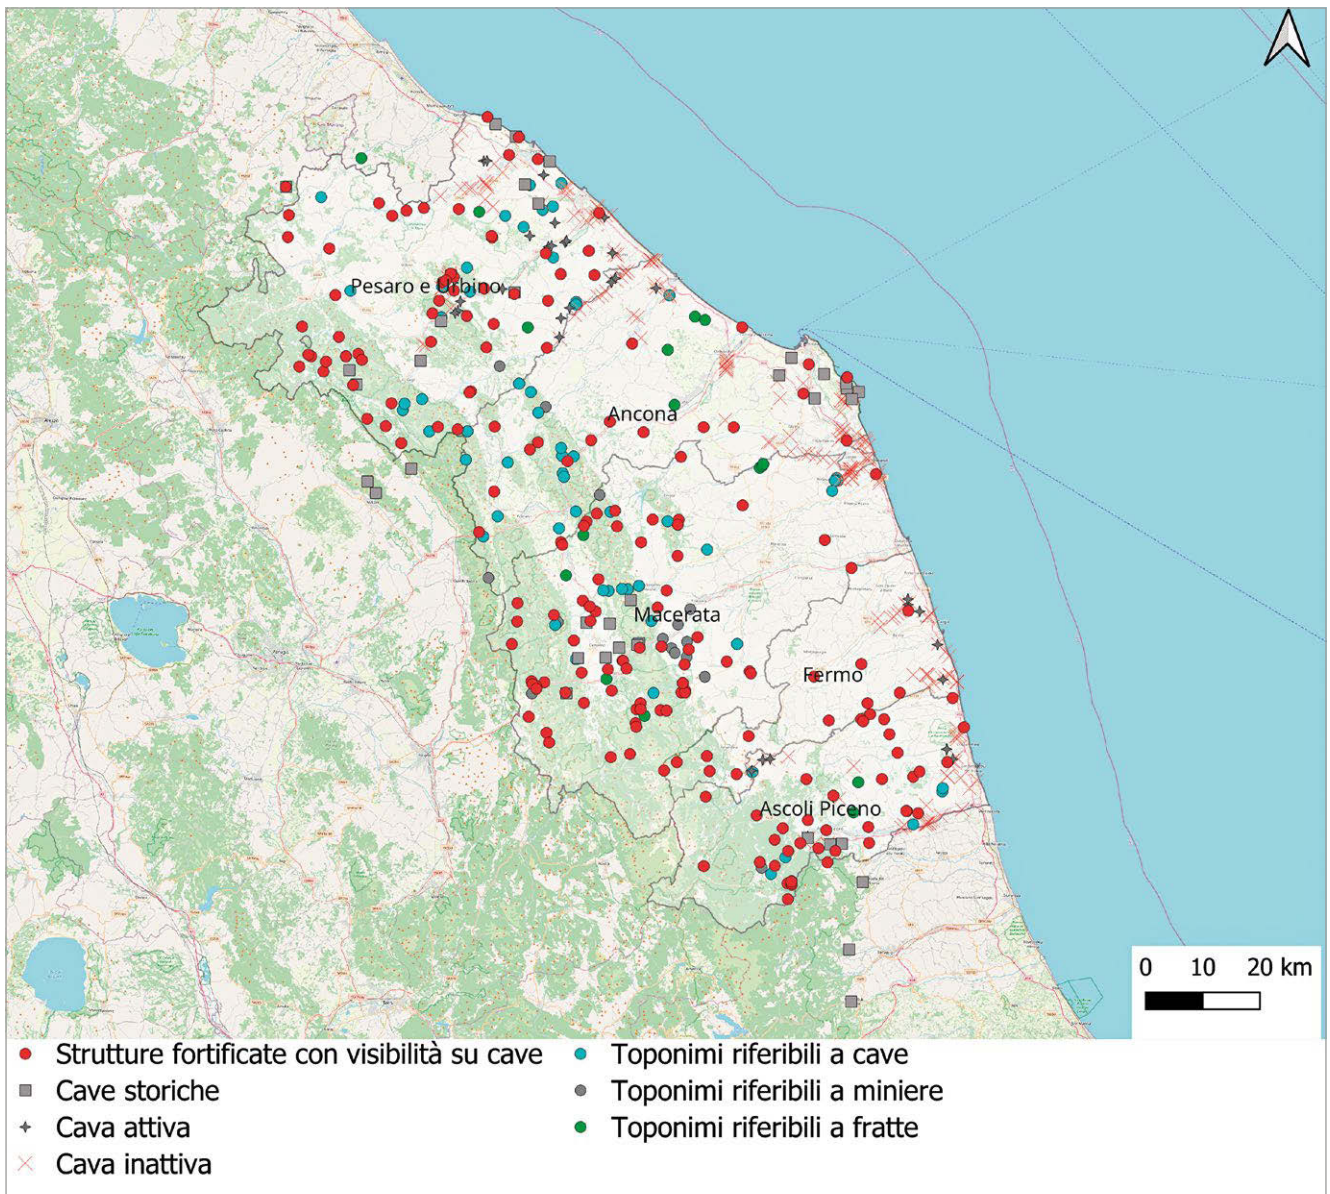 Pesaro e Urbino
Ancona
Macerata
Fermo
Ascoli Piceno
0 10 20 km
Strutture fortificate con visibilità su cave
Cave storiche
Cava attiva
Cava inattiva
Toponimi riferibili a cave
Toponimi riferibili a miniere
Toponimi riferibili a fratte